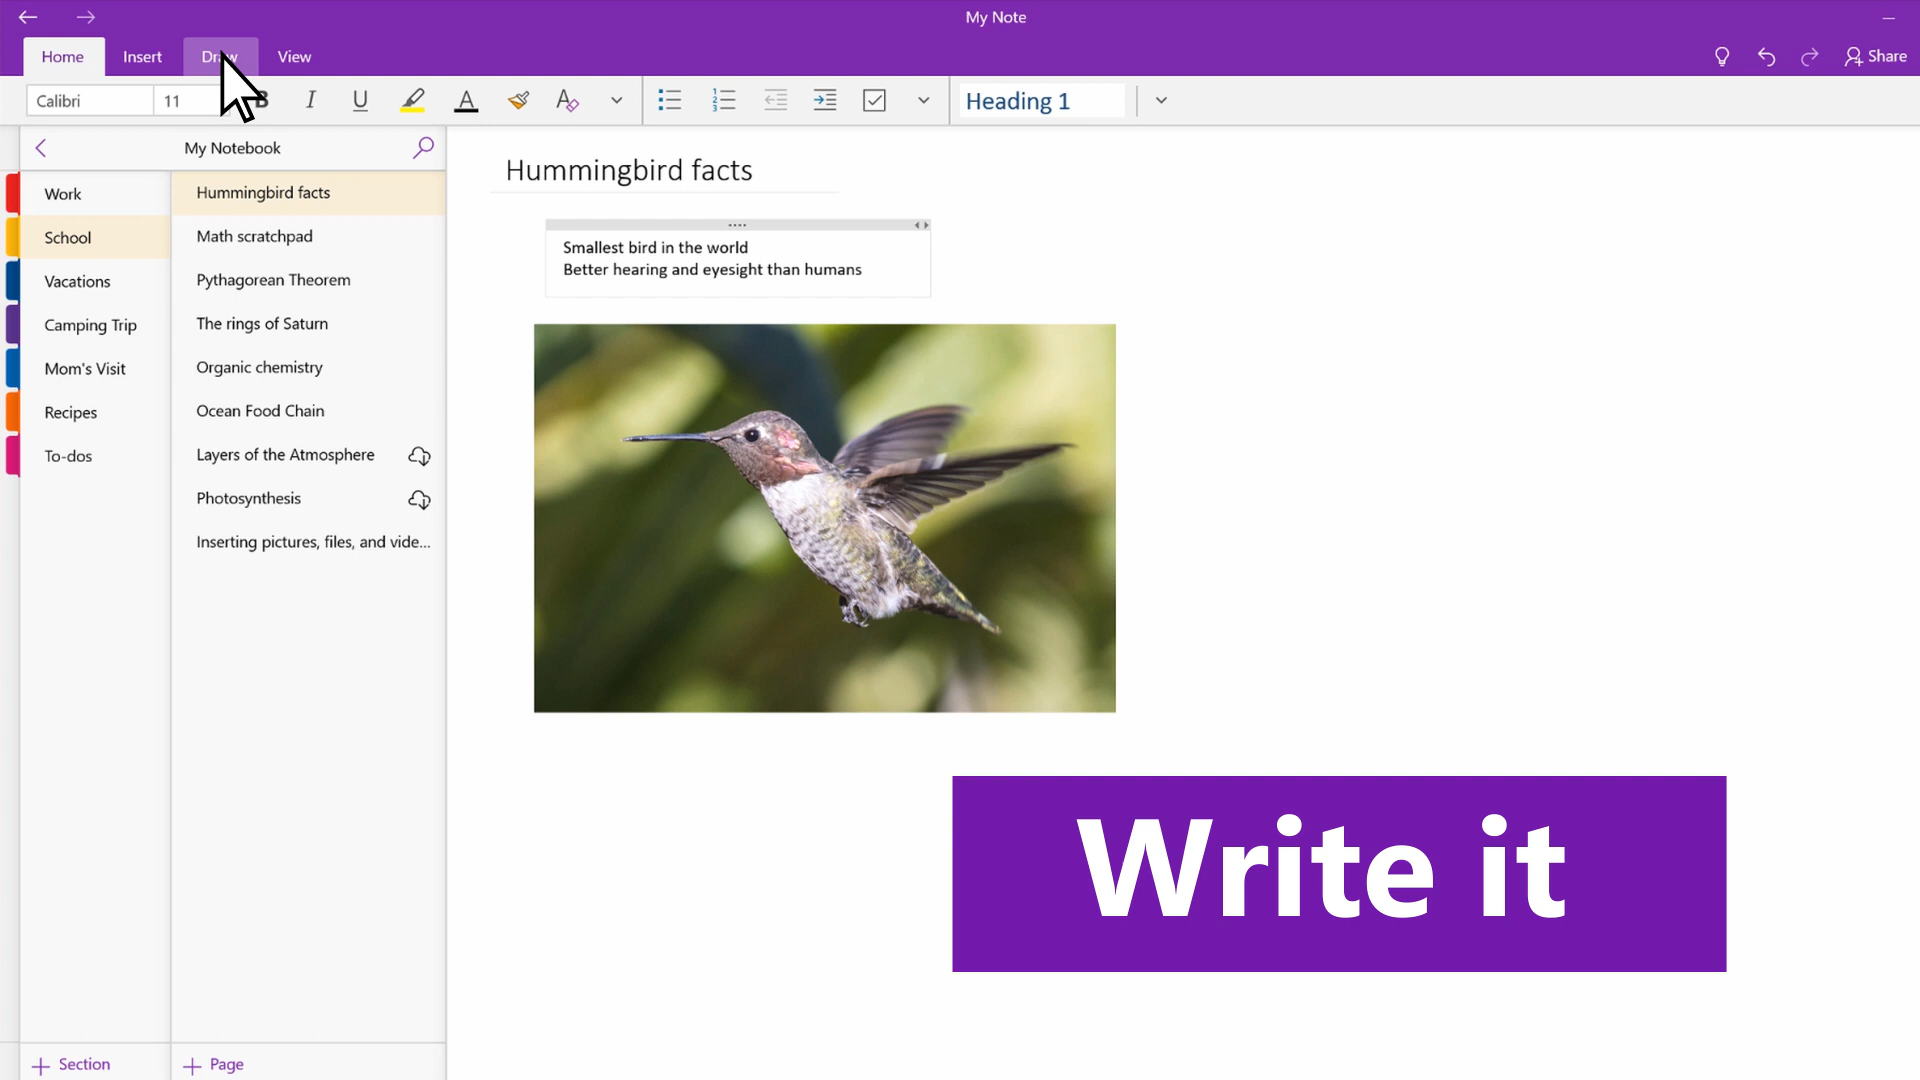 My Note
Home Insert Draw View Share
Calibri 11 B I U A A Heading 1
My Notebook
Work
School
Vacations
Camping Trip
Mom's Visit
Recipes
To-dos
Hummingbird facts
Math scratchpad
Pythagorean Theorem
The rings of Saturn
Organic chemistry
Ocean Food Chain
Layers of the Atmosphere
Photosynthesis
Inserting pictures, files, and vide...
Hummingbird facts
Smallest bird in the world
Better hearing and eyesight than humans
Write it
Section
Page